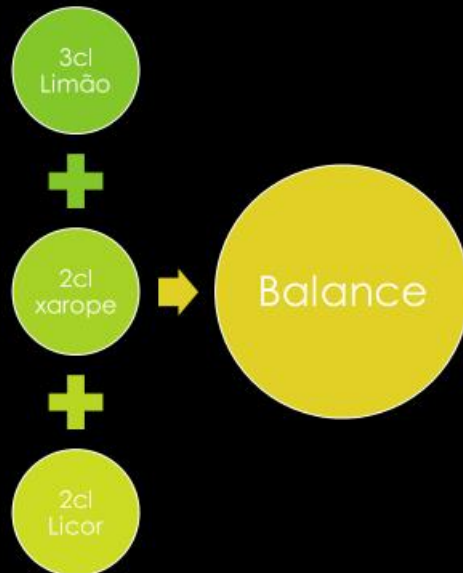 3cl
Limão
2cl
xarope
2cl
Licor
Balance